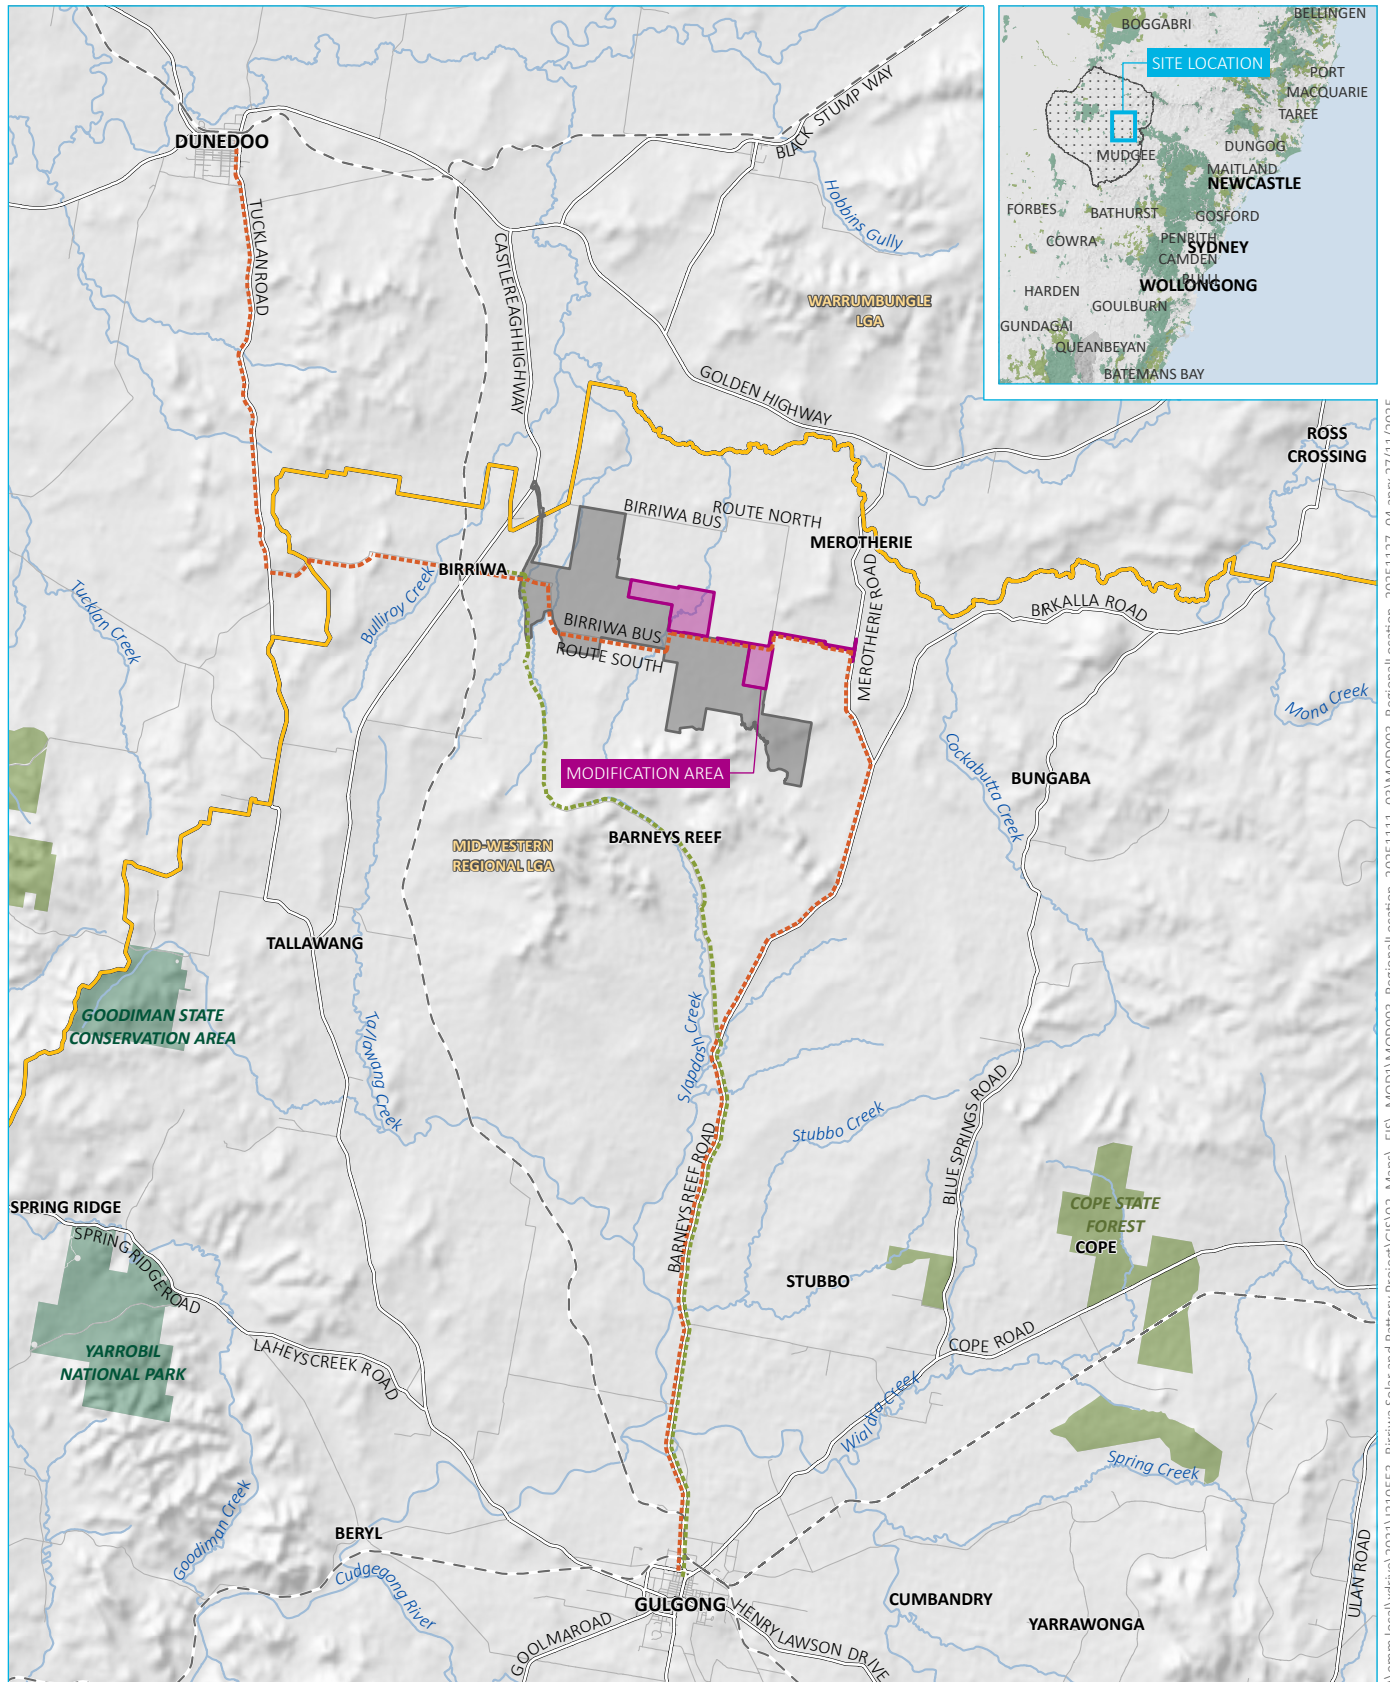 BOGGABRI
BELLINGEN
SITE LOCATION
PORT
MACQUARIE
TAREE
DUNGOG
MUDGEE
MAITLAND
NEWCASTLE
FORBES
BATHURST
GOSFORD
COWRA
PENRITH
SYDNEY
CAMDEN
WOLLONGONG
HARDEN
GOULBURN
GUNDAGAI
QUEANBEYAN
BATEMANS BAY
BLACK STUMP WAY
DUNEDOO
Hobbins Gully
TUCKLAN ROAD
CASTLEREAGH HIGHWAY
WARRUMBUNGLE
LGA
GOLDEN HIGHWAY
ROSS
CROSSING
BIRRIWA BUS
ROUTE NORTH
MEROTHERIE
BIRRIWA
Tucklan Creek
Bulliroy Creek
BIRRIWA BUS
ROUTE SOUTH
MEROTHERIE ROAD
BIRKALLA ROAD
Mona Creek
Cockabutta Creek
MODIFICATION AREA
BUNGABA
BARNEYS REEF
MID-WESTERN
REGIONAL LGA
TALLAWANG
GOODIMAN STATE
CONSERVATION AREA
Tallawang Creek
Slapdash Creek
Stubbo Creek
BLUE SPRINGS ROAD
BARNEYS REEF ROAD
SPRING RIDGE
SPRING RIDGE ROAD
COPE STATE
FOREST
COPE
STUBBO
YARROBIL
NATIONAL PARK
LAHEYS CREEK ROAD
COPE ROAD
Wialdra Creek
Spring Creek
Goodiman Creek
BERYL
Cudgegong River
GULGONG
GOOLMA ROAD
HENRY LAWSON DRIVE
CUMBANDRY
YARRAWONGA
ULAN ROAD